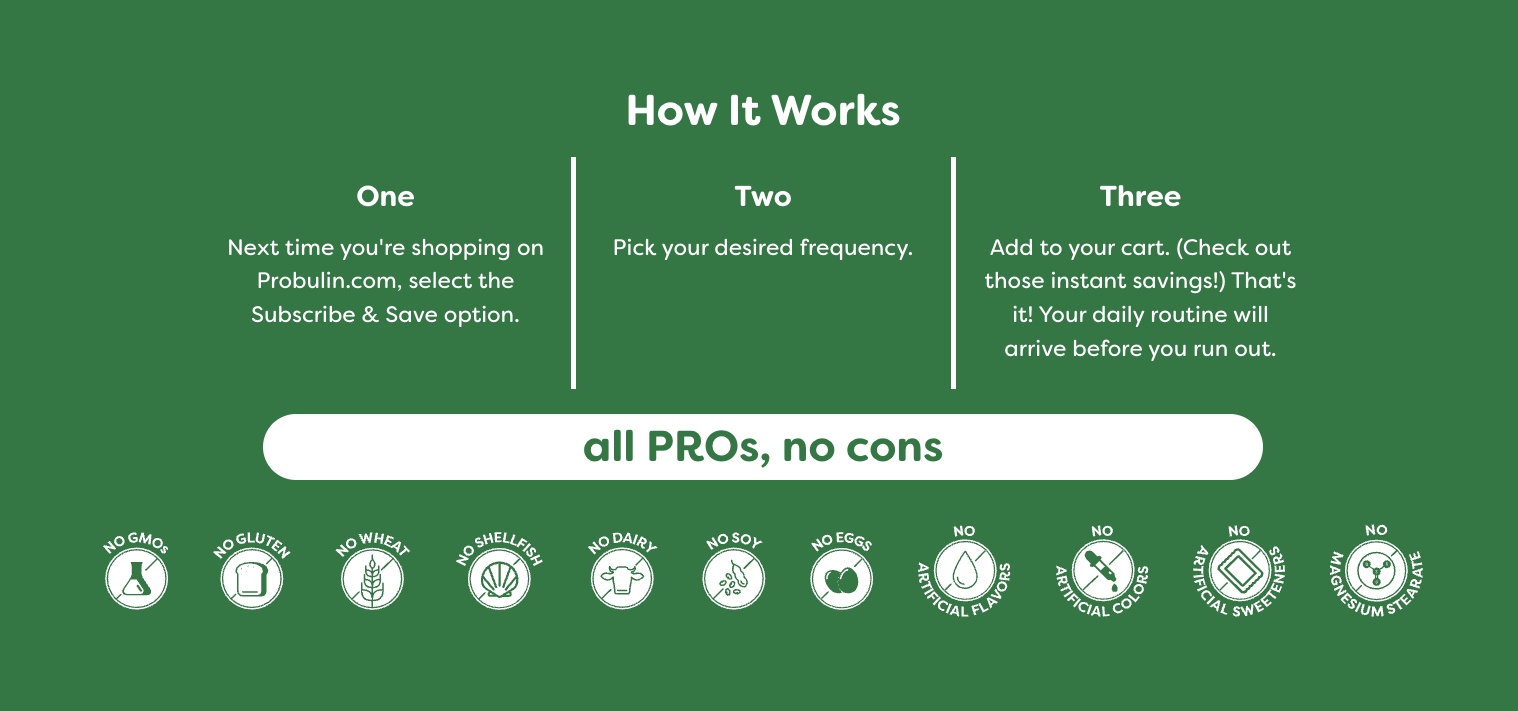 How It Works
One
Next time you're shopping on
Probulin.com, select the
Subscribe & Save option.
Two
Pick your desired frequency.
Three
Add to your cart. (Check out
those instant savings!) That's
it! Your daily routine will
arrive before you run out.
all PROs, no cons
NO GMOs
NO GLUTEN
NO WHEAT
NO SHELLFISH
NO DAIRY
NO SOY
NO EGGS
NO ARTIFICIAL FLAVORS
NO ARTIFICIAL COLORS
NO ARTIFICIAL SWEETENERS
NO MAGNESIUM STEARATE